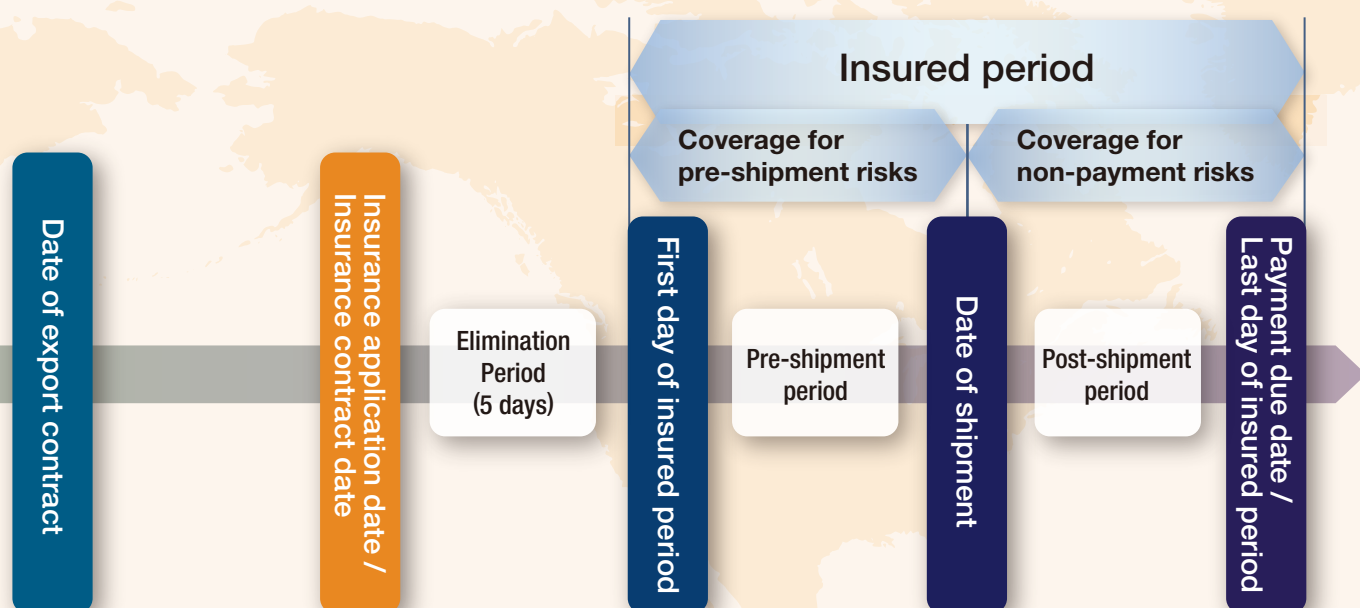 Insured period
Coverage for
pre-shipment risks
Coverage for
non-payment risks
Date of export contract
Insurance application date /
Insurance contract date
Elimination
Period
(5 days)
First day of insured period
Pre-shipment
period
Date of shipment
Post-shipment
period
Payment due date /
Last day of insured period